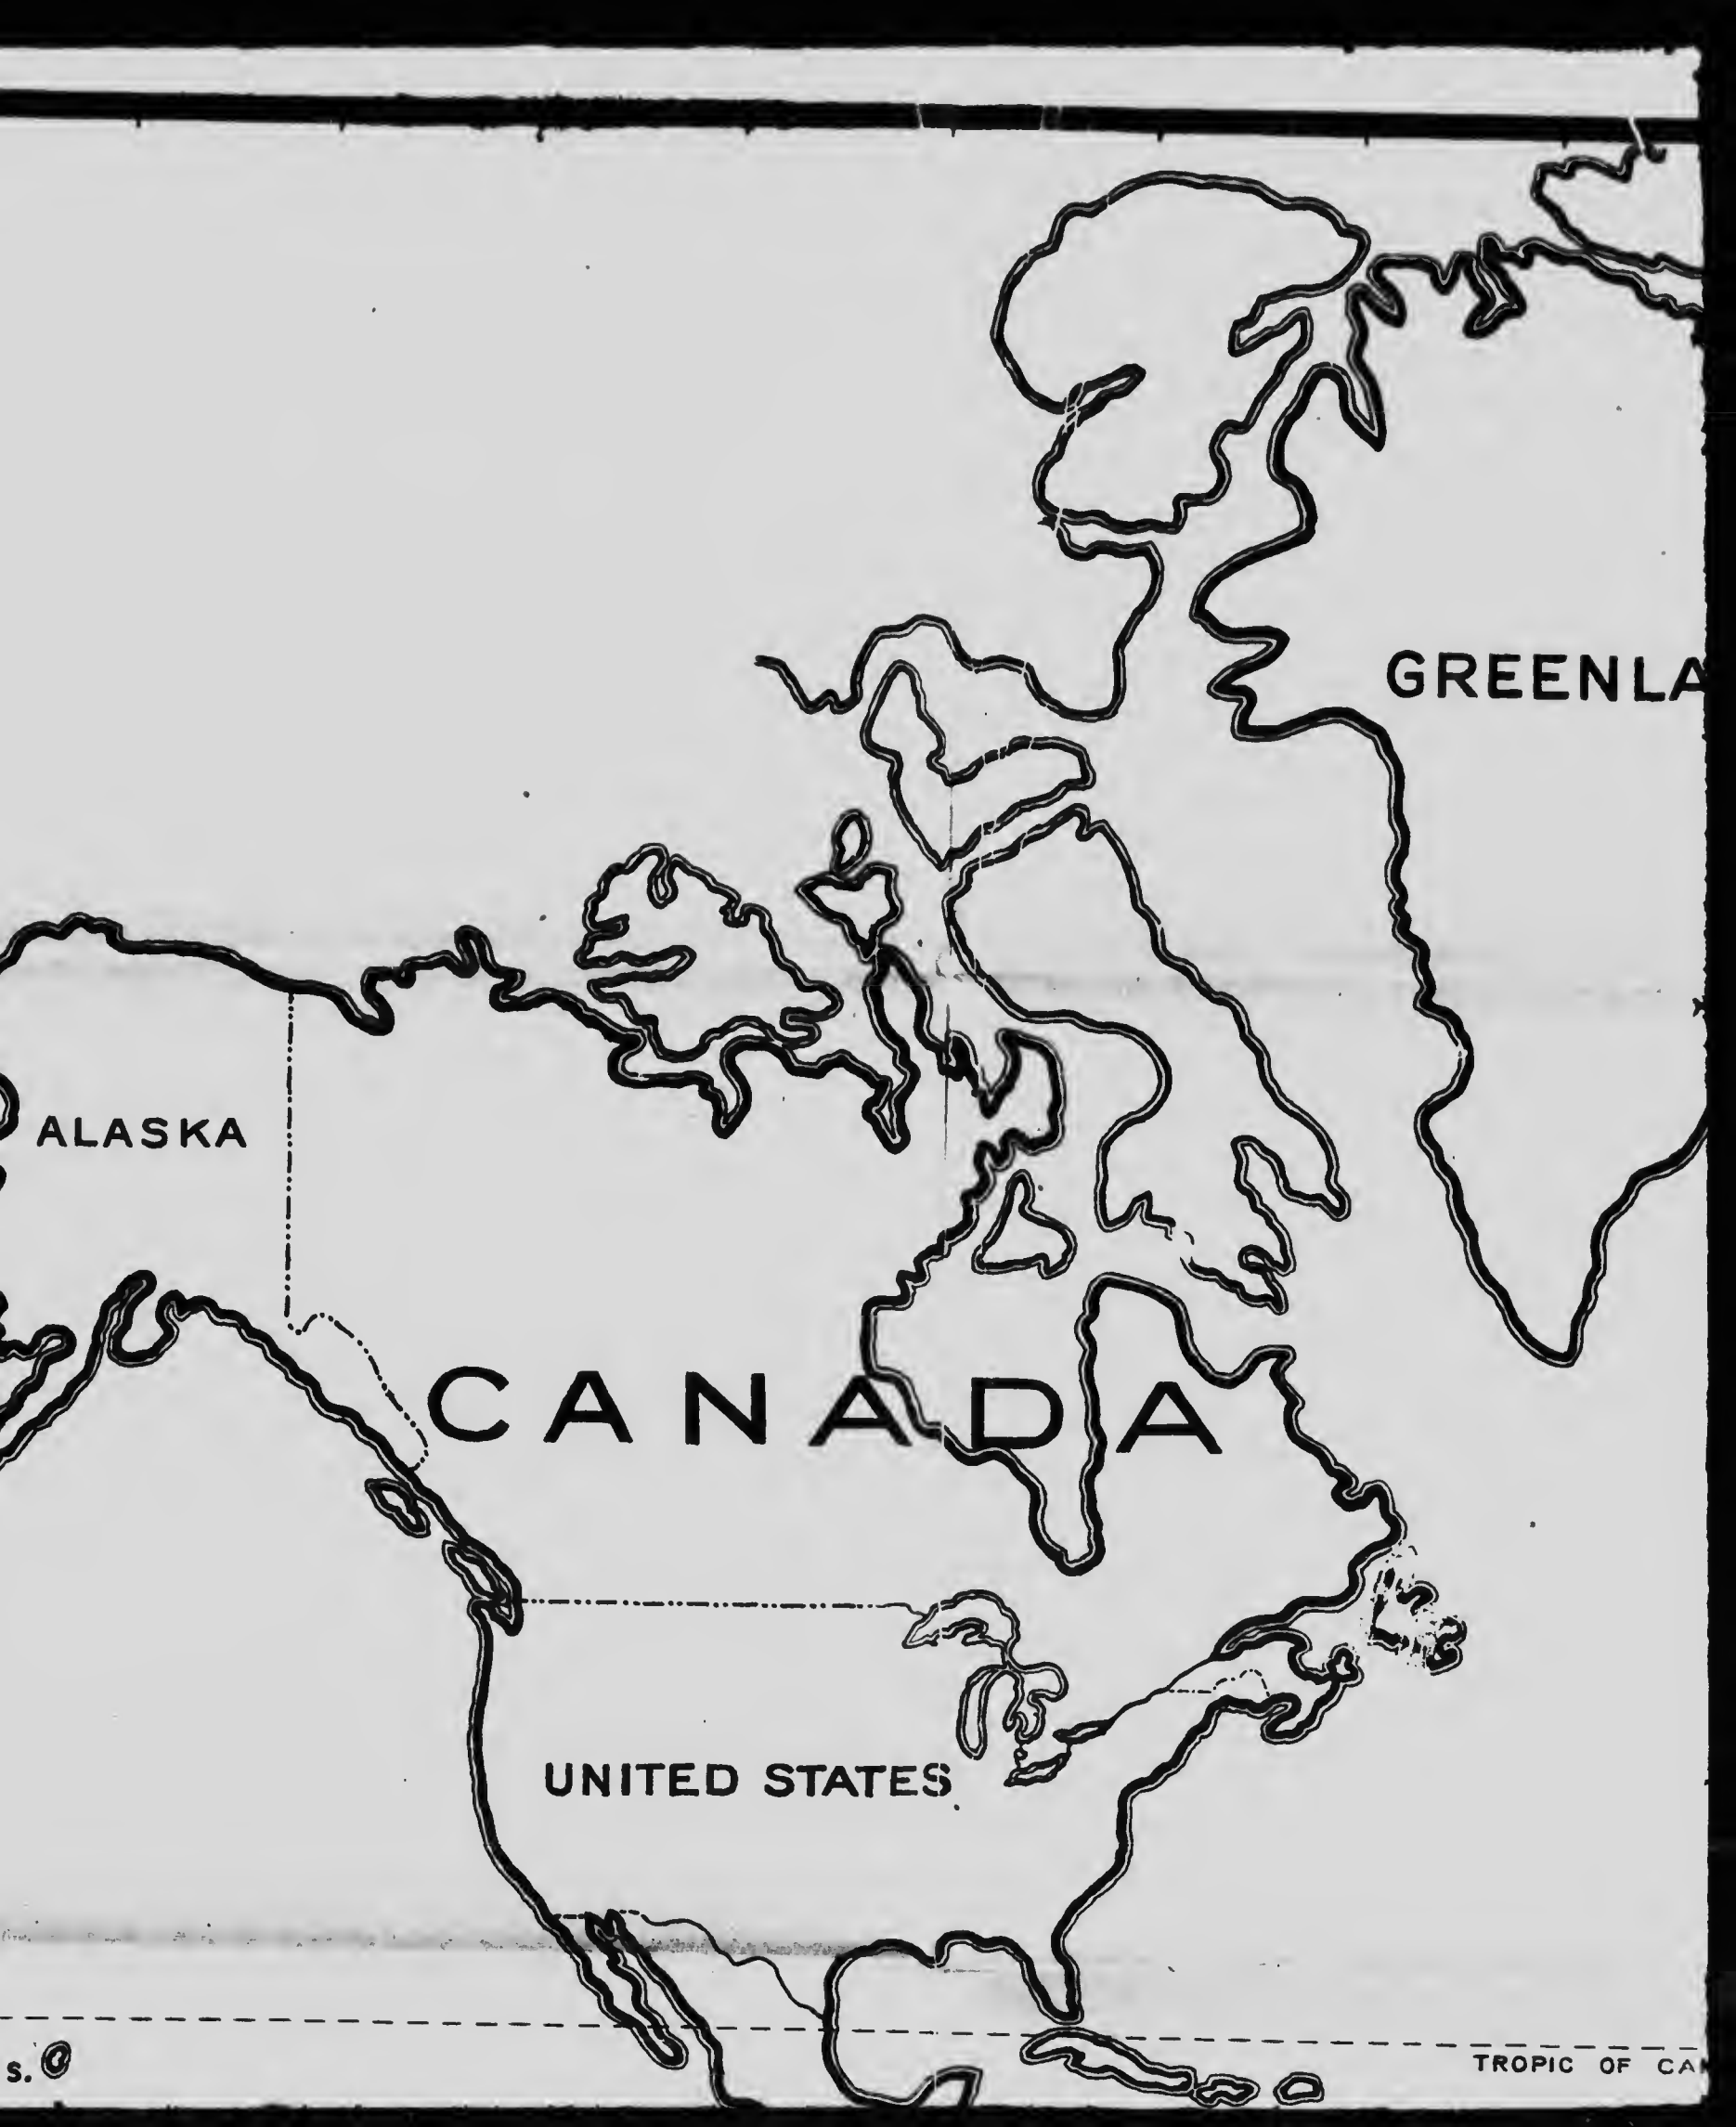 GREENLA
ALASKA
CANADA
UNITED STATES
S.
TROPIC OF CA